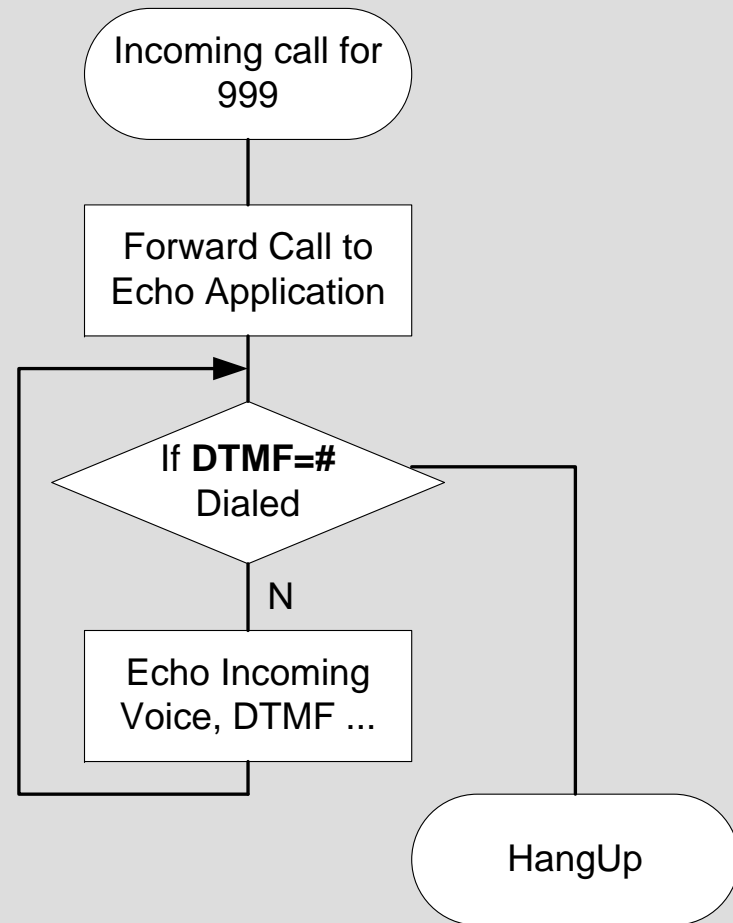 Incoming call for
999
Forward Call to
Echo Application
If DTMF=#
Dialed
N
Echo Incoming
Voice, DTMF ...
HangUp